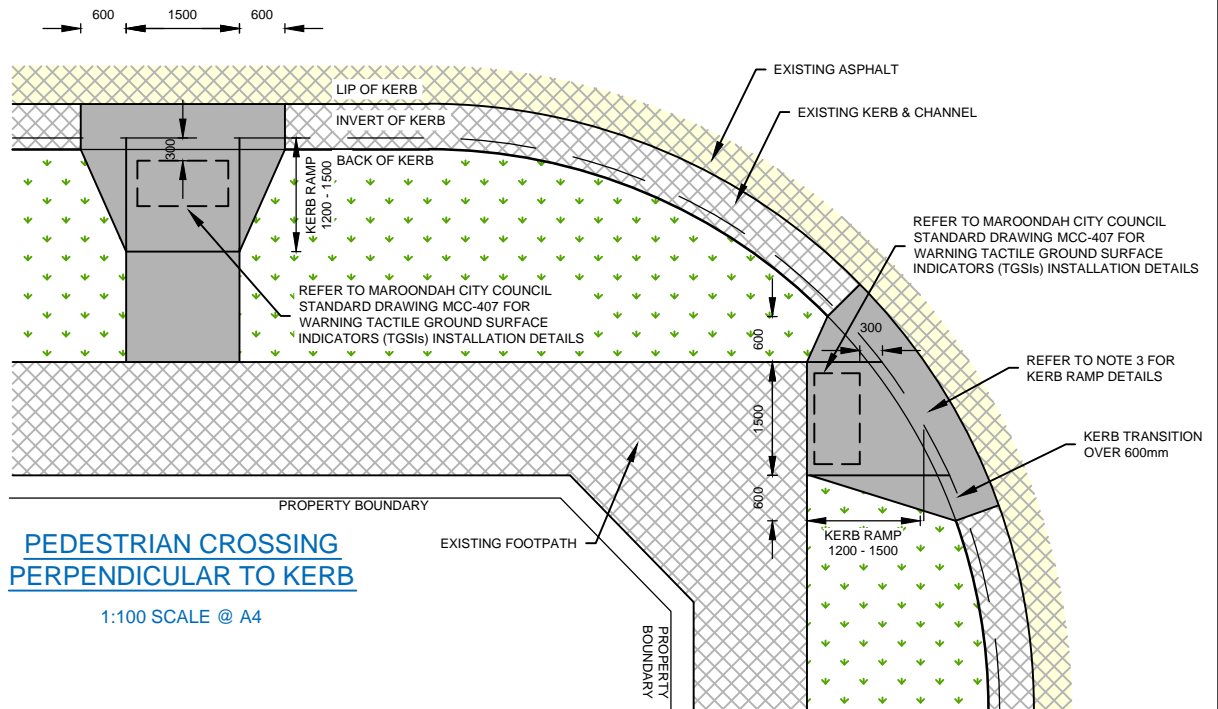 600
1500
600
LIP OF KERB
INVERT OF KERB
BACK OF KERB
300
KERB RAMP
1200 - 1500
EXISTING ASPHALT
EXISTING KERB & CHANNEL
REFER TO MAROONDAH CITY COUNCIL
STANDARD DRAWING MCC-407 FOR
WARNING TACTILE GROUND SURFACE
INDICATORS (TGSIs) INSTALLATION DETAILS
REFER TO MAROONDAH CITY COUNCIL
STANDARD DRAWING MCC-407 FOR
WARNING TACTILE GROUND SURFACE
INDICATORS (TGSIs) INSTALLATION DETAILS
600
300
REFER TO NOTE 3 FOR
KERB RAMP DETAILS
1500
KERB TRANSITION
OVER 600mm
600
KERB RAMP
1200 - 1500
PROPERTY BOUNDARY
EXISTING FOOTPATH
PEDESTRIAN CROSSING
PERPENDICULAR TO KERB
1:100 SCALE @ A4
PROPERTY
BOUNDARY